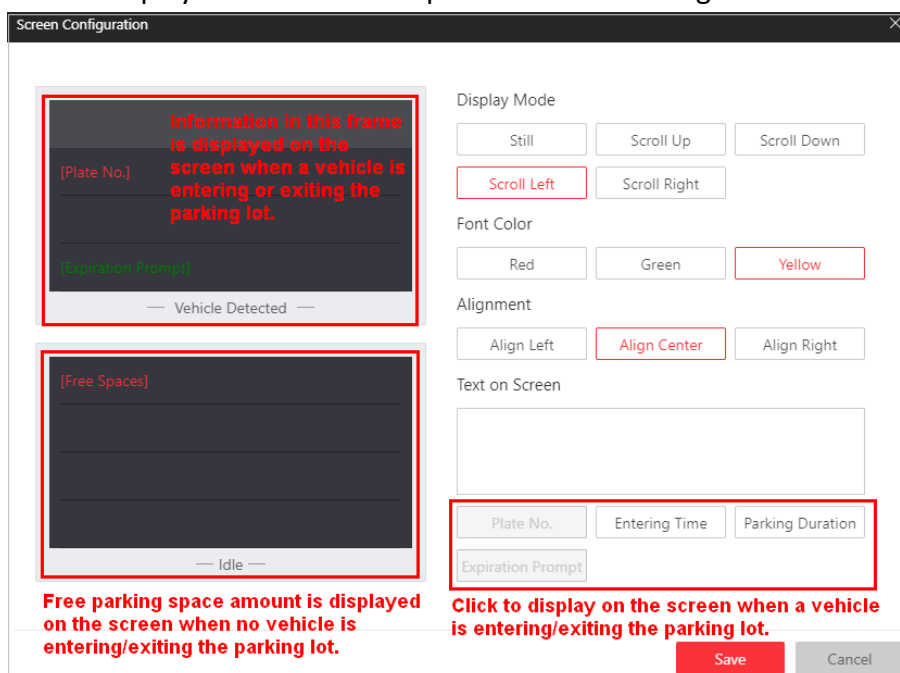 Screen Configuration
Information in this frame
is displayed on the
screen when a vehicle is
entering or exiting the
parking lot.
[Plate No.]
[Expiration Prompt]
Vehicle Detected
[Free Spaces]
Idle
Free parking space amount is displayed
on the screen when no vehicle is
entering/exiting the parking lot.
Display Mode
Still
Scroll Up
Scroll Down
Scroll Left
Scroll Right
Font Color
Red
Green
Yellow
Alignment
Align Left
Align Center
Align Right
Text on Screen
Plate No.
Entering Time
Parking Duration
Expiration Prompt
Click to display on the screen when a vehicle
is entering/exiting the parking lot.
Save
Cancel